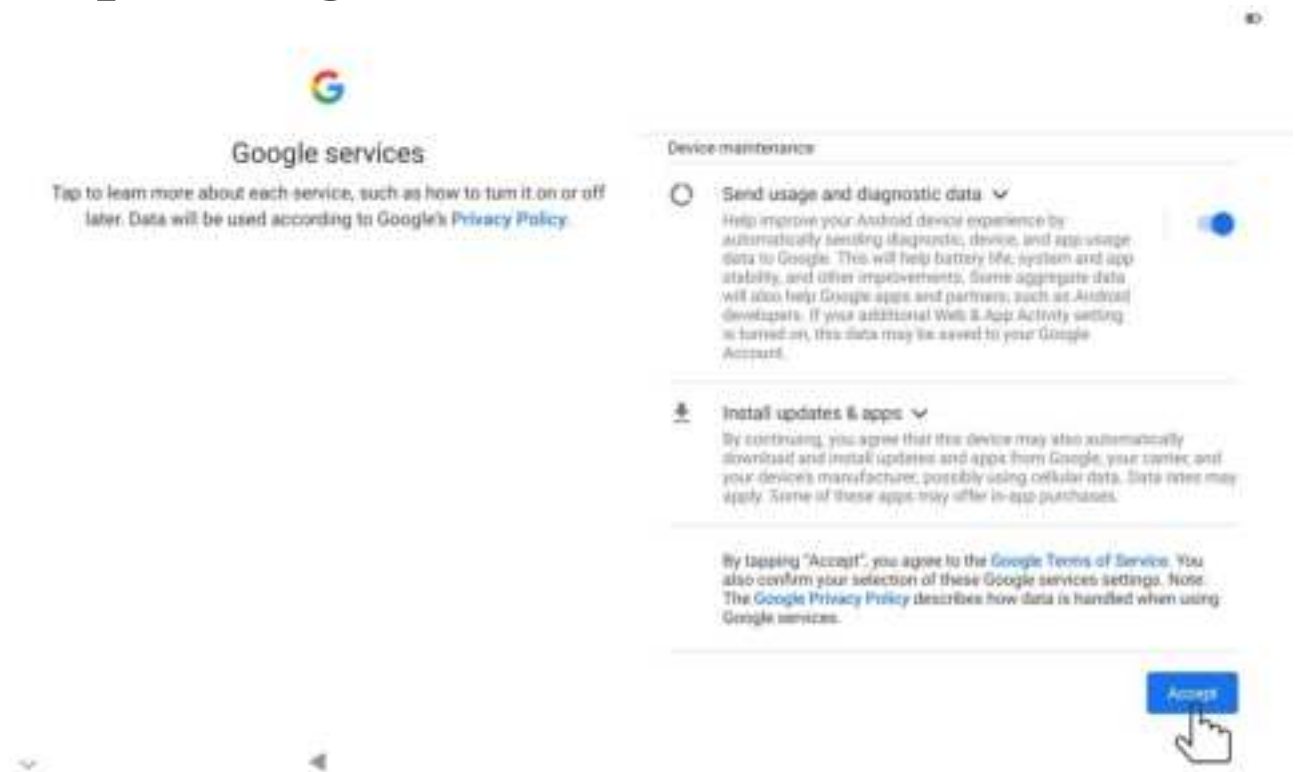 Google services
Tap to learn more about each service, such as how to turn it on or off
later. Data will be used according to Google's Privacy Policy.
Device maintenance
Send usage and diagnostic data
Help improve your Android device experience by
automatically sending diagnostic, device, and app usage
data to Google. This will help battery life, system and app
stability, and other improvements. Some aggregate data
will also help Google apps and partners, such as Android
developers. If your additional Web & App Activity setting
is turned on, this data may be saved to your Google
Account.
Install updates & apps
By continuing, you agree that this device may also automatically
download and install updates and apps from Google, your carrier, and
your device's manufacturer, possibly using cellular data. Data rates may
apply. Some of these apps may offer in-app purchases.
By tapping "Accept", you agree to the Google Terms of Service. You
also confirm your selection of these Google services settings. Note:
The Google Privacy Policy describes how data is handled when using
Google services.
Accept